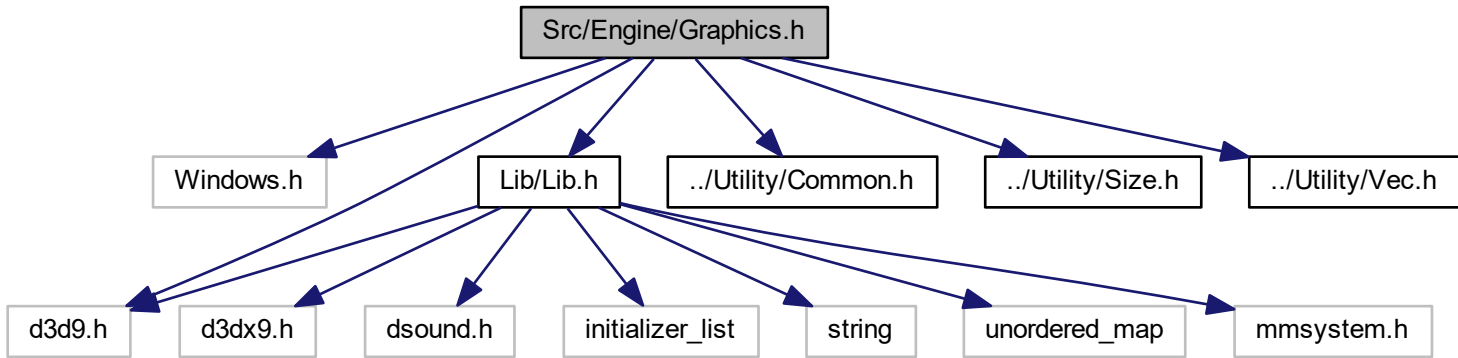 Src/Engine/Graphics.h
Windows.h
Lib/Lib.h
../Utility/Common.h
../Utility/Size.h
../Utility/Vec.h
d3d9.h
d3dx9.h
dsound.h
initializer_list
string
unordered_map
mmsystem.h